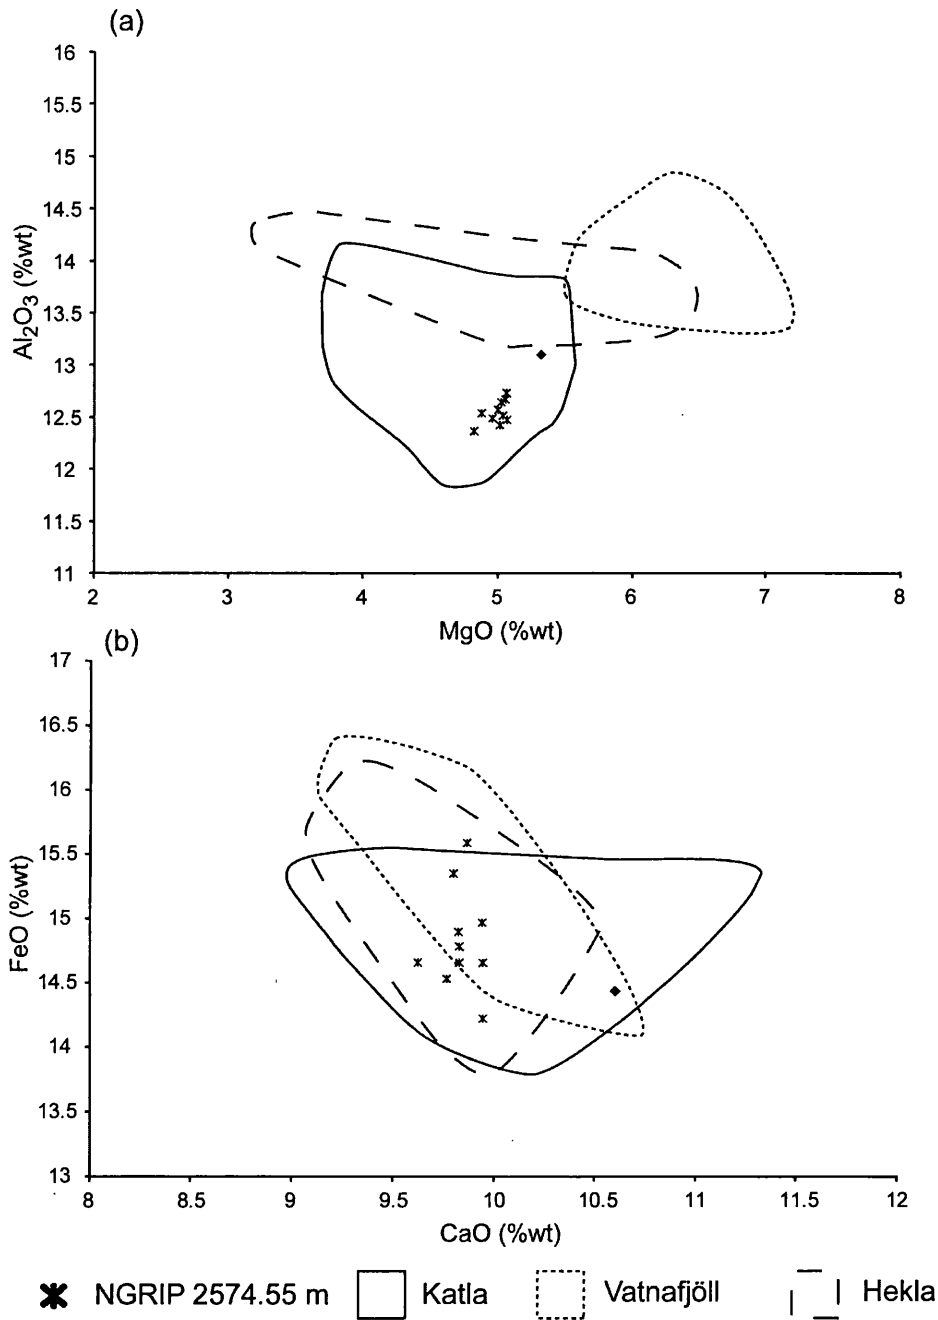 (a)
16
15.5
15
14.5
14
13.5
13
12.5
12
11.5
11
Al2O3 (%wt)
2 3 4 5 6 7 8
MgO (%wt)
(b)
17
16.5
16
15.5
15
14.5
14
13.5
13
FeO (%wt)
8 8.5 9 9.5 10 10.5 11 11.5 12
CaO (%wt)
NGRIP 2574.55 m Katla Vatnafjöll Hekla